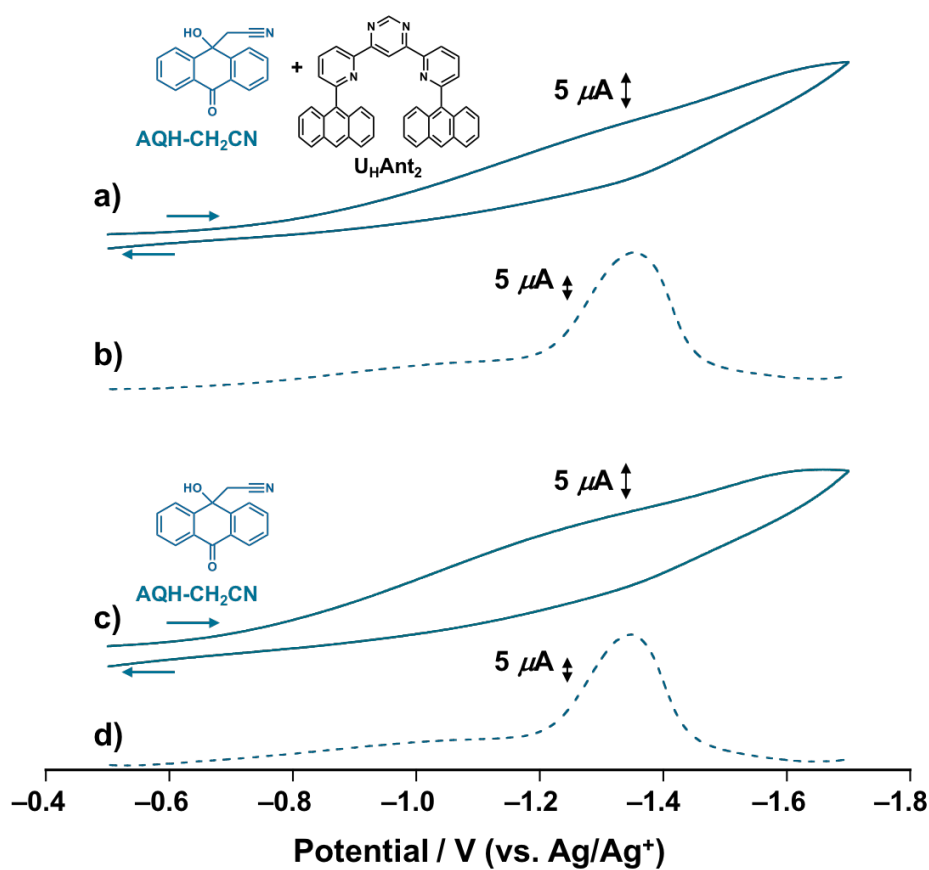 HO N
N N
+
N N
O
5 μA
AQH-CH₂CN
UHAnt₂
a)
5 μA
b)
5 μA
HO N
O
AQH-CH₂CN
c)
5 μA
d)
–0.4 –0.6 –0.8 –1.0 –1.2 –1.4 –1.6 –1.8
Potential / V (vs. Ag/Ag⁺)